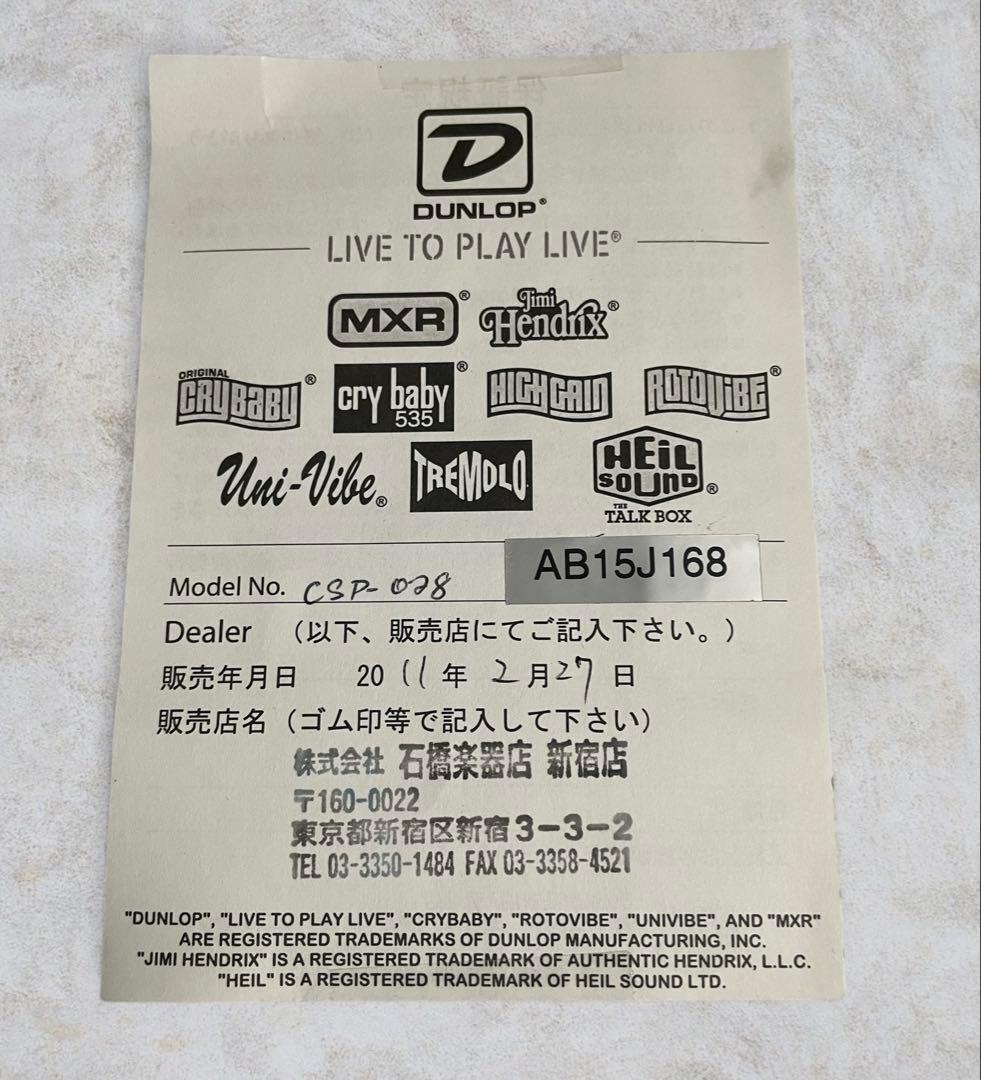 DUNLOP®
LIVE TO PLAY LIVE®
MXR® Jimi Hendrix®
ORIGINAL CRYBABY® cry baby 535® HIGH GAIN ROTOVIBE®
Uni-Vibe® TREMOLO HEIL SOUND® THE TALK BOX
Model No. CSP-028 AB15J168
Dealer （以下、販売店にてご記入下さい。）
販売年月日 2011年 2月27日
販売店名（ゴム印等で記入して下さい）
株式会社 石橋楽器店 新宿店
〒160-0022
東京都新宿区新宿3-3-2
TEL 03-3350-1484 FAX 03-3358-4521
"DUNLOP", "LIVE TO PLAY LIVE", "CRYBABY", "ROTOVIBE", "UNIVIBE", AND "MXR"
ARE REGISTERED TRADEMARKS OF DUNLOP MANUFACTURING, INC.
"JIMI HENDRIX" IS A REGISTERED TRADEMARK OF AUTHENTIC HENDRIX, L.L.C.
"HEIL" IS A REGISTERED TRADEMARK OF HEIL SOUND LTD.